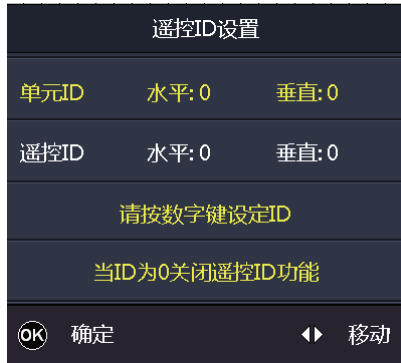 遥控ID设置
单元ID 水平: 0 垂直: 0
遥控ID 水平: 0 垂直: 0
请按数字键设定ID
当ID为0关闭遥控ID功能
OK 确定 移动